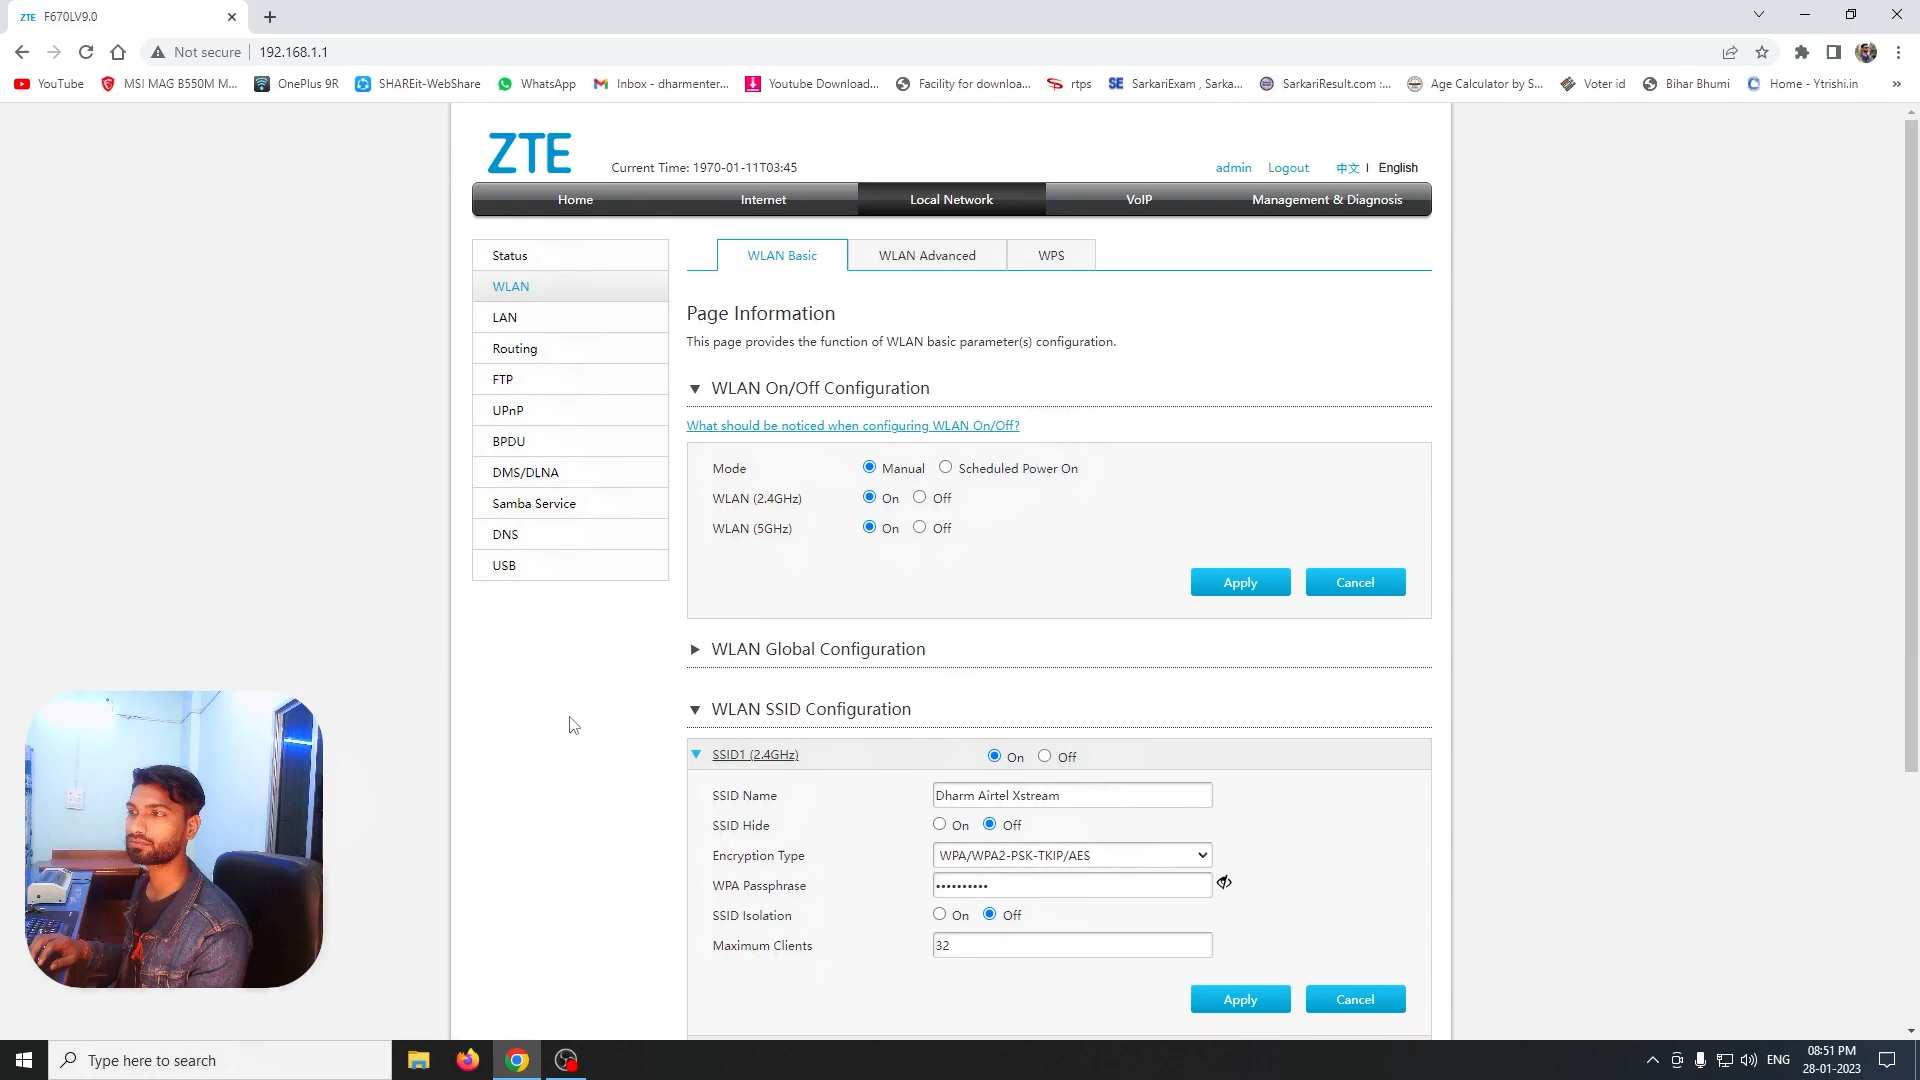 ZTE F670LV9.0
Not secure 192.168.1.1
YouTube MSI MAG B550M M... OnePlus 9R SHAREit-WebShare WhatsApp Inbox - dharmenter... Youtube Download... Facility for downloa... rtps SE SarkariExam , Sarka... SarkariResult.com :... Age Calculator by S... Voter id Bihar Bhumi Home - Ytrishi.in »
ZTE
Current Time: 1970-01-11T03:45
admin Logout 中文 | English
Home Internet Local Network VoIP Management & Diagnosis
Status
WLAN
LAN
Routing
FTP
UPnP
BPDU
DMS/DLNA
Samba Service
DNS
USB
WLAN Basic WLAN Advanced WPS
Page Information
This page provides the function of WLAN basic parameter(s) configuration.
WLAN On/Off Configuration
What should be noticed when configuring WLAN On/Off?
Mode Manual Scheduled Power On
WLAN (2.4GHz) On Off
WLAN (5GHz) On Off
Apply Cancel
WLAN Global Configuration
WLAN SSID Configuration
SSID1 (2.4GHz) On Off
SSID Name Dharm Airtel Xstream
SSID Hide On Off
Encryption Type WPA/WPA2-PSK-TKIP/AES
WPA Passphrase ••••••••••
SSID Isolation On Off
Maximum Clients 32
Apply Cancel
Type here to search
ENG
08:51 PM
28-01-2023